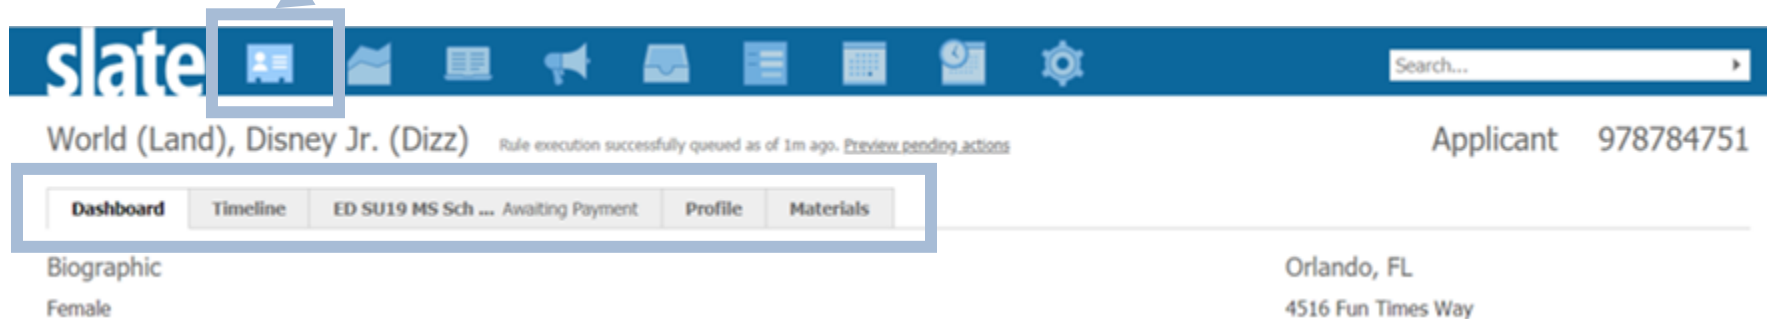 slate
Search...
World (Land), Disney Jr. (Dizz) Rule execution successfully queued as of 1m ago. Preview pending actions Applicant 978784751
Dashboard Timeline ED SU19 MS Sch ... Awaiting Payment Profile Materials
Biographic Orlando, FL
Female 4516 Fun Times Way